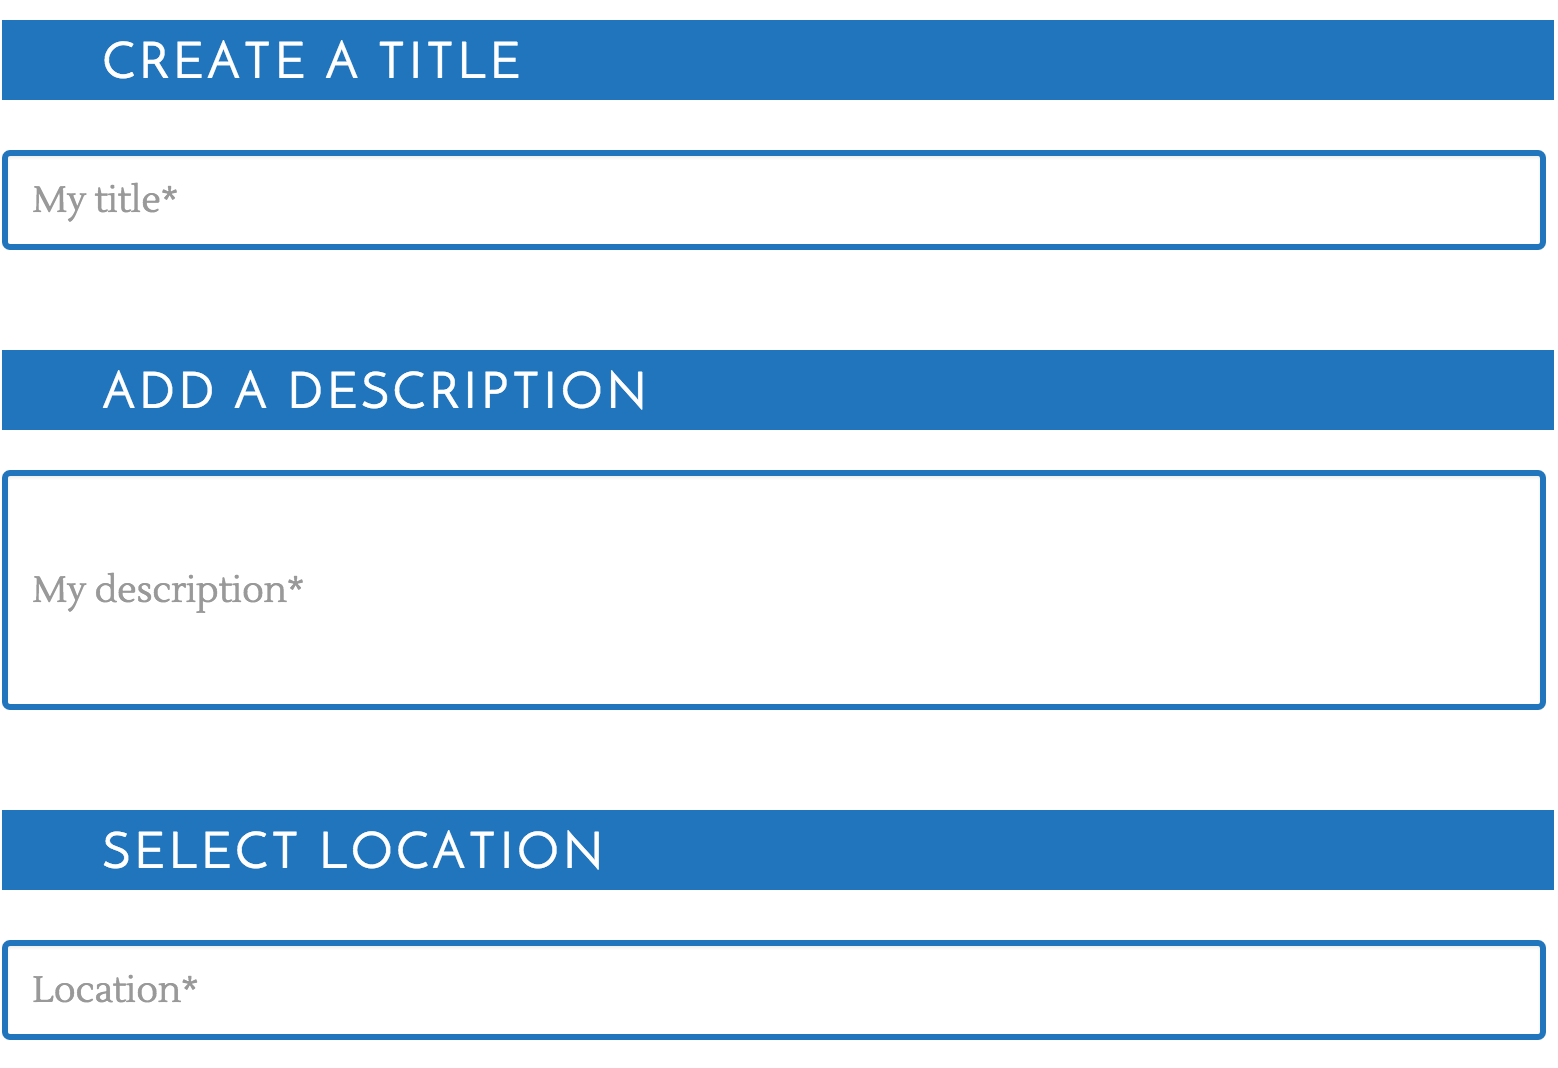 CREATE A TITLE
My title*
ADD A DESCRIPTION
My description*
SELECT LOCATION
Location*